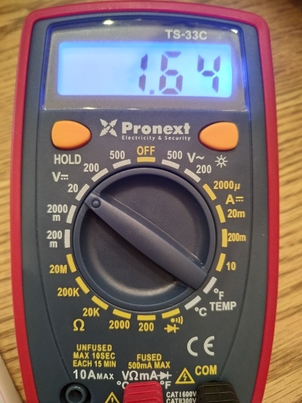 TS-33C
1.64
Pronext
Electricity & Security
HOLD
OFF
500
500
V⎓
200
V~
200
20
2000μ
2000
m
A⎓
20m
200
m
200m
20M
10
200K
°F
TEMP
°C
20K
Ω
2000
200
UNFUSED
MAX 10SEC
EACH 15 MIN
10A MAX
FUSED
500mA MAX
VΩmA
°C
°F
CE
COM
CAT I 600V